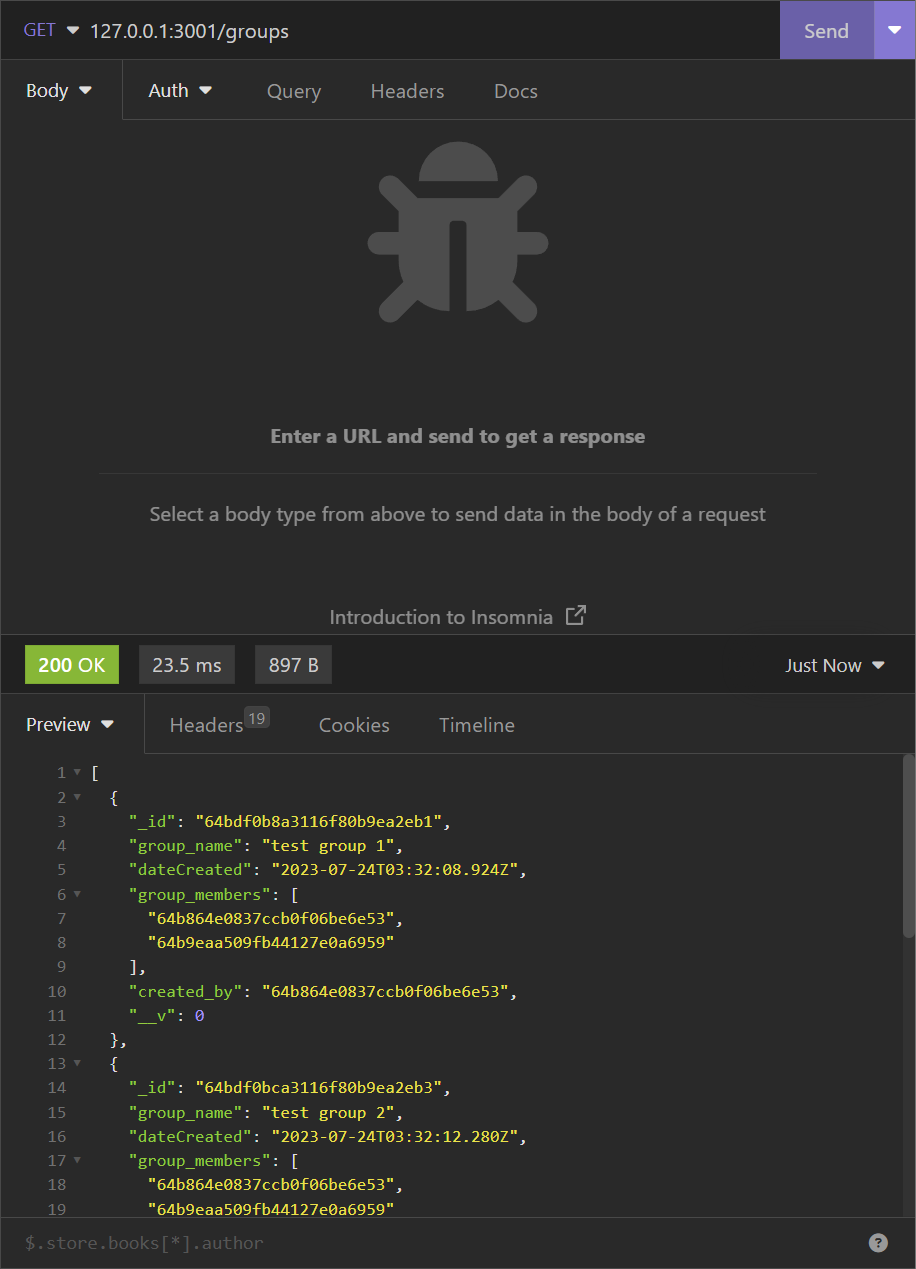 GET 127.0.0.1:3001/groups Send
Body Auth Query Headers Docs
Enter a URL and send to get a response
Select a body type from above to send data in the body of a request
Introduction to Insomnia
200 OK 23.5 ms 897 B Just Now
Preview Headers 19 Cookies Timeline
1 [
2 {
3 "_id": "64bdf0b8a3116f80b9ea2eb1",
4 "group_name": "test group 1",
5 "dateCreated": "2023-07-24T03:32:08.924Z",
6 "group_members": [
7 "64b864e0837ccb0f06be6e53",
8 "64b9eaa509fb44127e0a6959"
9 ],
10 "created_by": "64b864e0837ccb0f06be6e53",
11 "__v": 0
12 },
13 {
14 "_id": "64bdf0bca3116f80b9ea2eb3",
15 "group_name": "test group 2",
16 "dateCreated": "2023-07-24T03:32:12.280Z",
17 "group_members": [
18 "64b864e0837ccb0f06be6e53",
19 "64b9eaa509fb44127e0a6959"
$.store.books[*].author ?